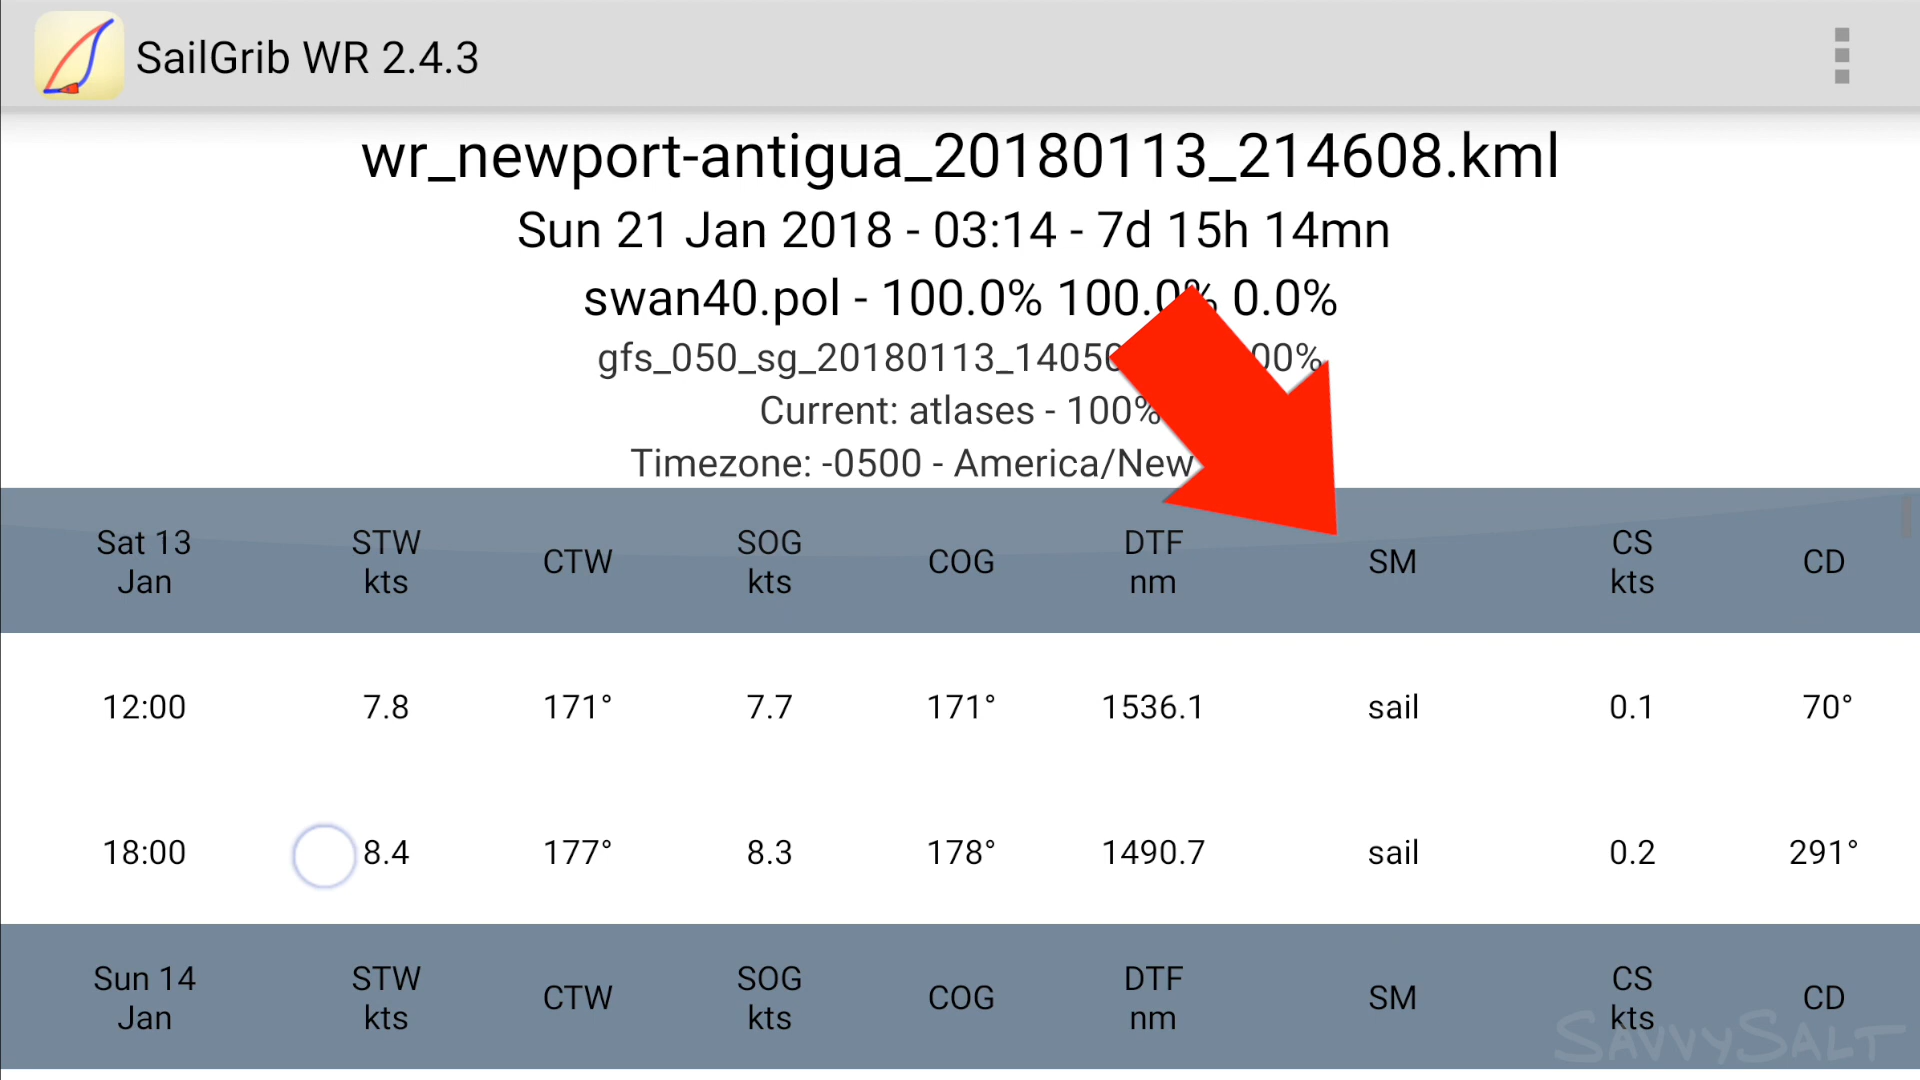 SailGrib WR 2.4.3
wr_newport-antigua_20180113_214608.kml
Sun 21 Jan 2018 - 03:14 - 7d 15h 14mn
swan40.pol - 100.0% 100.0% 0.0%
gfs_050_sg_20180113_1405 00%
Current: atlases - 100%
Timezone: -0500 - America/New
Sat 13 Jan STW kts CTW SOG kts COG DTF nm SM CS kts CD
12:00 7.8 171° 7.7 171° 1536.1 sail 0.1 70°
18:00 8.4 177° 8.3 178° 1490.7 sail 0.2 291°
Sun 14 Jan STW kts CTW SOG kts COG DTF nm SM CS kts CD
SAVVYSALT